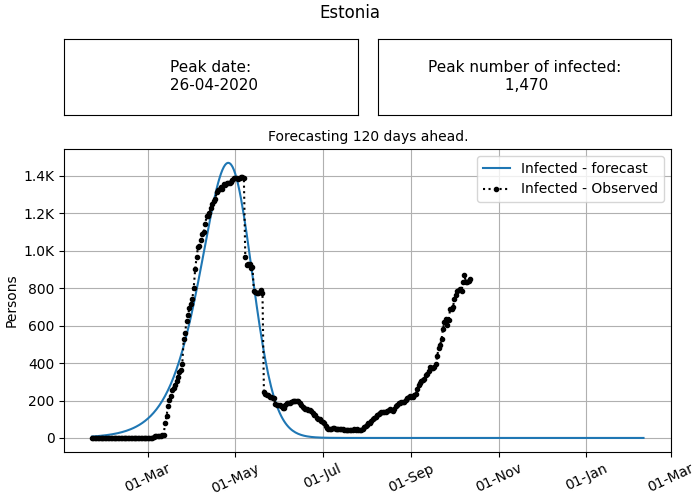 Estonia
Peak date:
26-04-2020
Peak number of infected:
1,470
Forecasting 120 days ahead.
Infected - forecast
Infected - Observed
Persons
1.4K
1.2K
1.0K
800
600
400
200
0
01-Mar
01-May
01-Jul
01-Sep
01-Nov
01-Jan
01-Mar